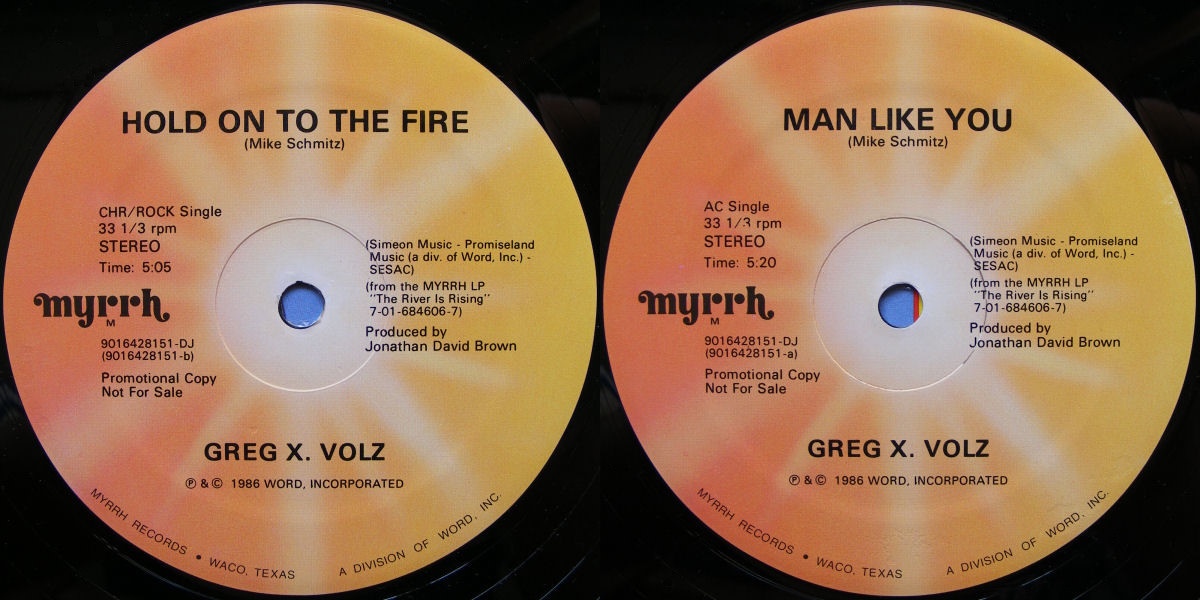 HOLD ON TO THE FIRE
(Mike Schmitz)
CHR/ROCK Single
33 1/3 rpm
STEREO
Time: 5:05
(Simeon Music - Promiseland
Music (a div. of Word, Inc.) -
SESAC)
(from the MYRRH LP
"The River Is Rising"
7-01-684606-7)
Produced by
Jonathan David Brown
myrrh
M
9016428151-DJ
(9016428151-b)
Promotional Copy
Not For Sale
GREG X. VOLZ
℗ & © 1986 WORD, INCORPORATED
MYRRH RECORDS • WACO, TEXAS A DIVISION OF WORD, INC.
MAN LIKE YOU
(Mike Schmitz)
AC Single
33 1/3 rpm
STEREO
Time: 5:20
(Simeon Music - Promiseland
Music (a div. of Word, Inc.) -
SESAC)
(from the MYRRH LP
"The River Is Rising"
7-01-684606-7)
Produced by
Jonathan David Brown
myrrh
M
9016428151-DJ
(9016428151-a)
Promotional Copy
Not For Sale
GREG X. VOLZ
℗ & © 1986 WORD, INCORPORATED
MYRRH RECORDS • WACO, TEXAS A DIVISION OF WORD, INC.